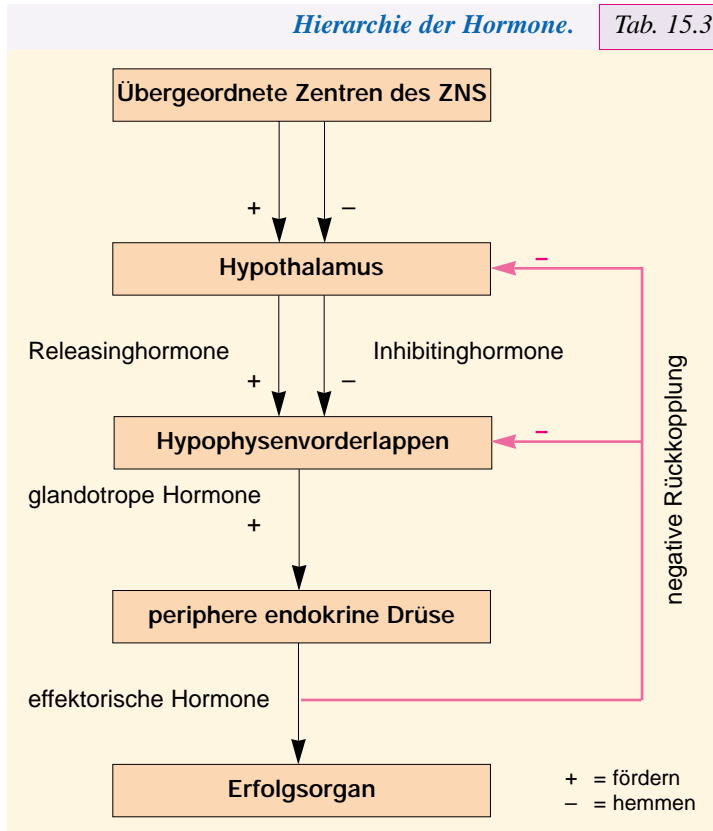 Hierarchie der Hormone. Tab. 15.3
Übergeordnete Zentren des ZNS
+ –
Hypothalamus
–
Releasinghormone Inhibitinghormone
+ –
Hypophysenvorderlappen
–
negative Rückkopplung
glandotrope Hormone
+
periphere endokrine Drüse
effektorische Hormone
Erfolgsorgan
+ = fördern
– = hemmen